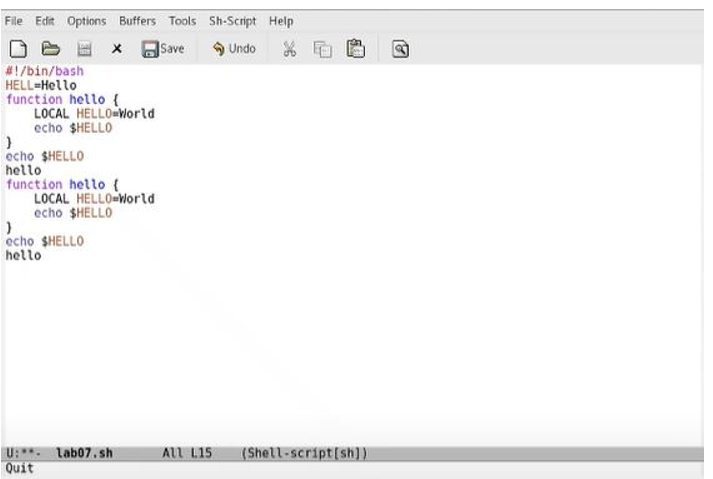 File Edit Options Buffers Tools Sh-Script Help
Save Undo
#!/bin/bash
HELL=Hello
function hello {
    LOCAL HELLO=World
    echo $HELLO
}
echo $HELLO
hello
function hello {
    LOCAL HELLO=World
    echo $HELLO
}
echo $HELLO
hello
U:**- lab07.sh All L15 (Shell-script[sh])
Quit